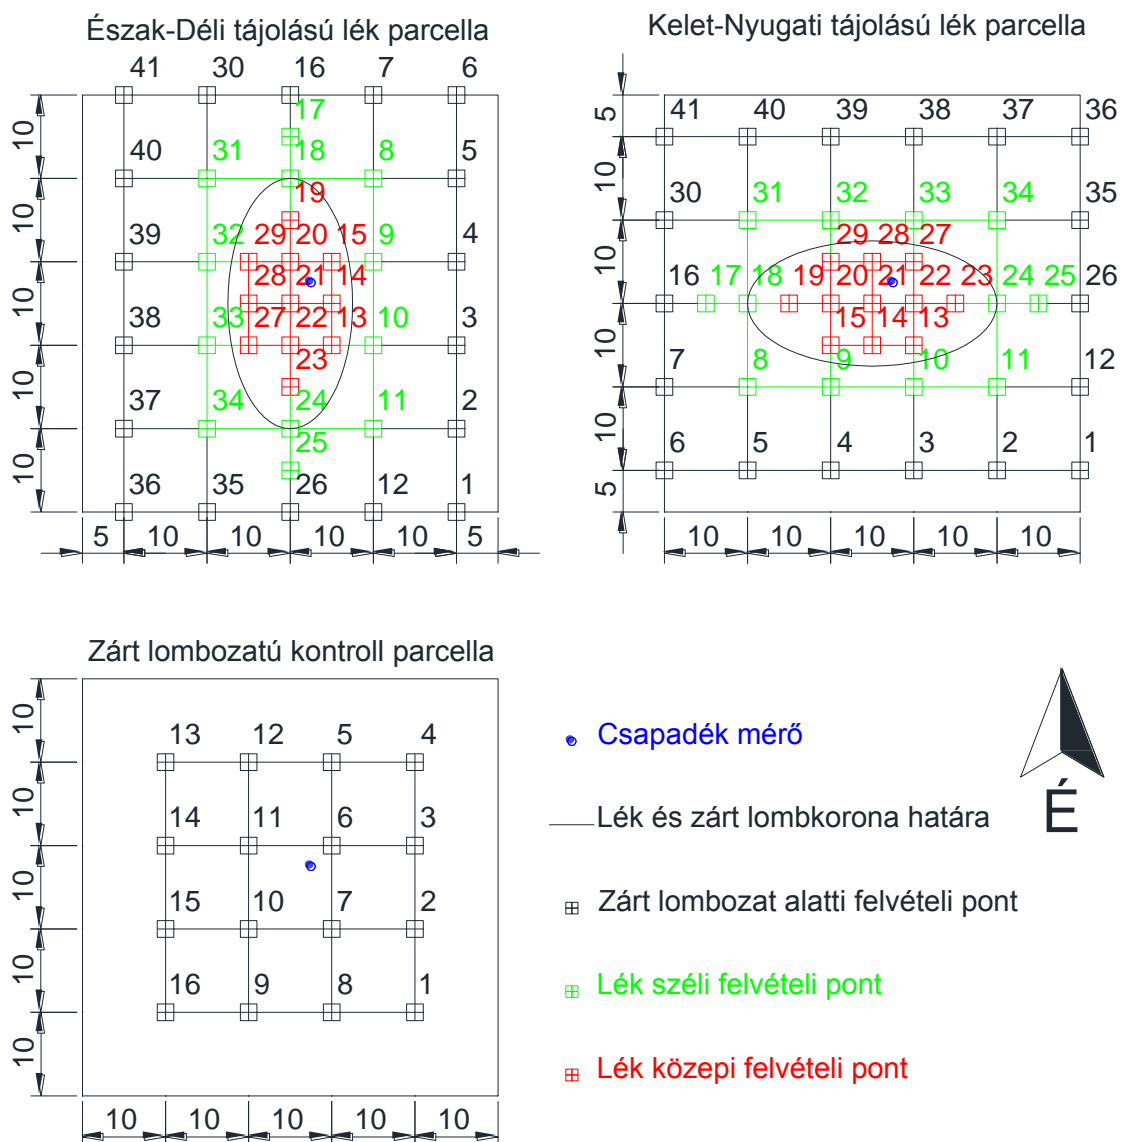 Észak-Déli tájolású lék parcella
41 30 16 7 6
17
40 31 18 8 5
19
39 32 29 20 15 9 4
28 21 14
38 33 27 22 13 10 3
23
37 34 24 11 2
25
36 35 26 12 1
10 10 10 10 10
5 10 10 10 10 5
Kelet-Nyugati tájolású lék parcella
41 40 39 38 37 36
30 31 32 33 34 35
29 28 27
16 17 18 19 20 21 22 23 24 25 26
15 14 13
7 8 9 10 11 12
6 5 4 3 2 1
5 10 10 10 10 5
10 10 10 10 10
Zárt lombozatú kontroll parcella
13 12 5 4
14 11 6 3
15 10 7 2
16 9 8 1
10 10 10 10 10
10 10 10 10 10
Csapadék mérő
Lék és zárt lombkorona határa
Zárt lombozat alatti felvételi pont
Lék széli felvételi pont
Lék közepi felvételi pont
É